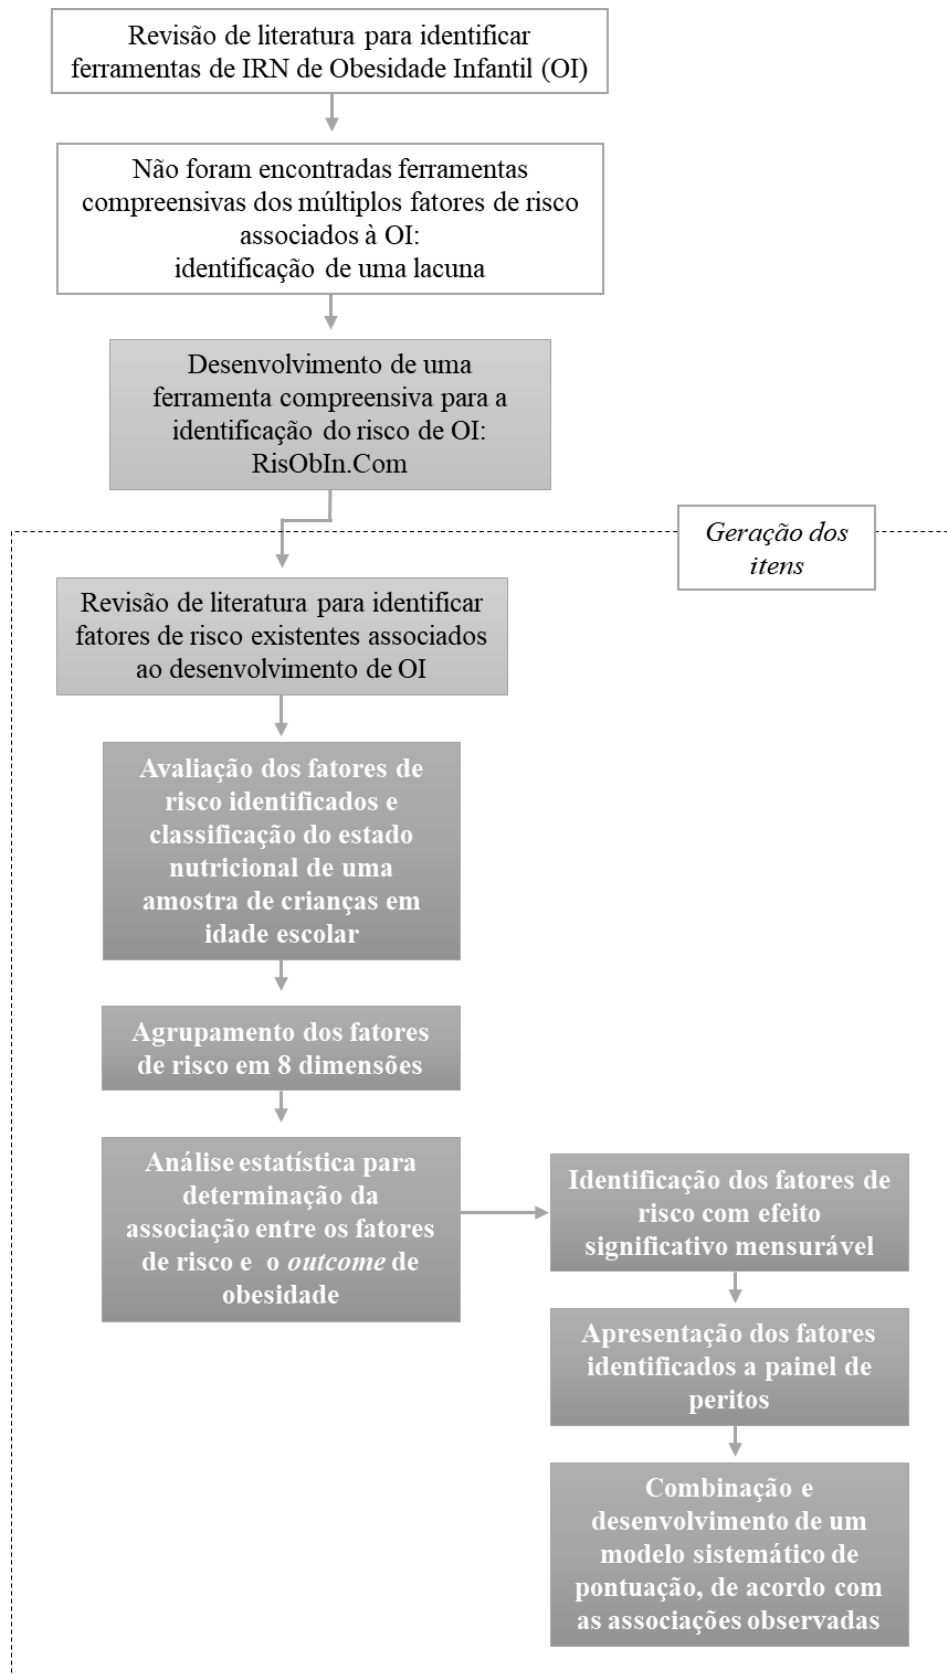 Revisão de literatura para identificar
ferramentas de IRN de Obesidade Infantil (OI)
Não foram encontradas ferramentas
compreensivas dos múltiplos fatores de risco
associados à OI:
identificação de uma lacuna
Desenvolvimento de uma
ferramenta compreensiva para a
identificação do risco de OI:
RisObIn.Com
Geração dos
itens
Revisão de literatura para identificar
fatores de risco existentes associados
ao desenvolvimento de OI
Avaliação dos fatores de
risco identificados e
classificação do estado
nutricional de uma
amostra de crianças em
idade escolar
Agrupamento dos fatores
de risco em 8 dimensões
Análise estatística para
determinação da
associação entre os fatores
de risco e o outcome de
obesidade
Identificação dos fatores de
risco com efeito
significativo mensurável
Apresentação dos fatores
identificados a painel de
peritos
Combinação e
desenvolvimento de um
modelo sistemático de
pontuação, de acordo com
as associações observadas